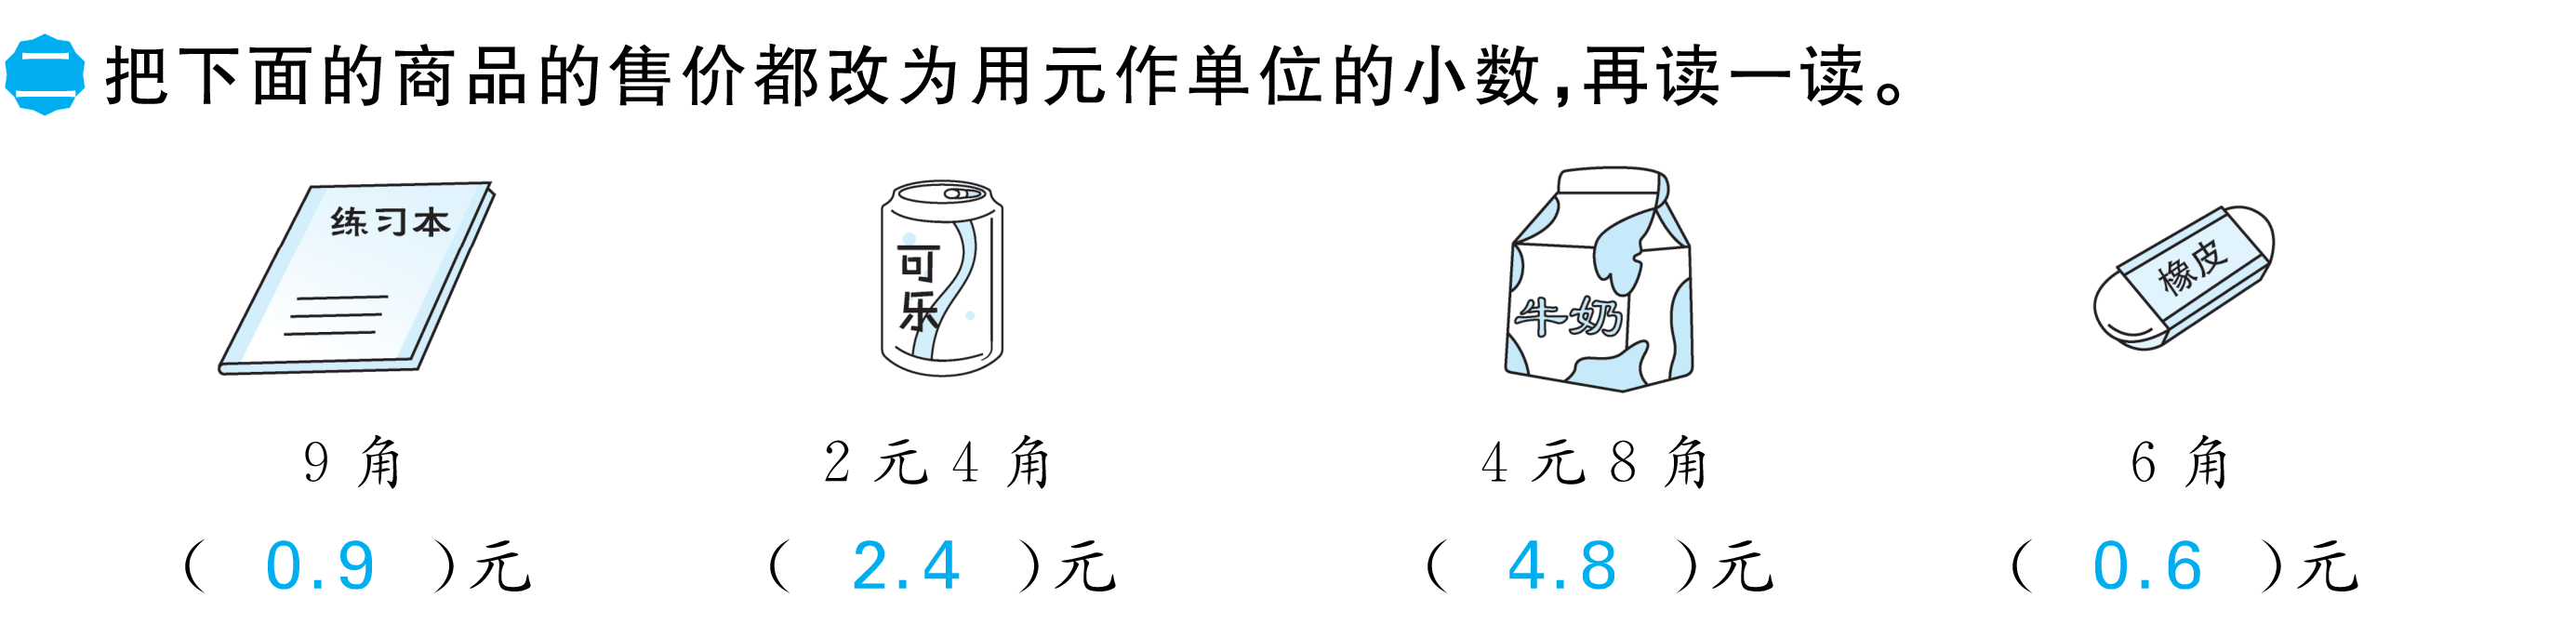 二 把下面的商品的售价都改为用元作单位的小数,再读一读。
练习本
可乐
牛奶
橡皮
9 角 2 元 4 角 4 元 8 角 6 角
( 0.9 )元 ( 2.4 )元 ( 4.8 )元 ( 0.6 )元